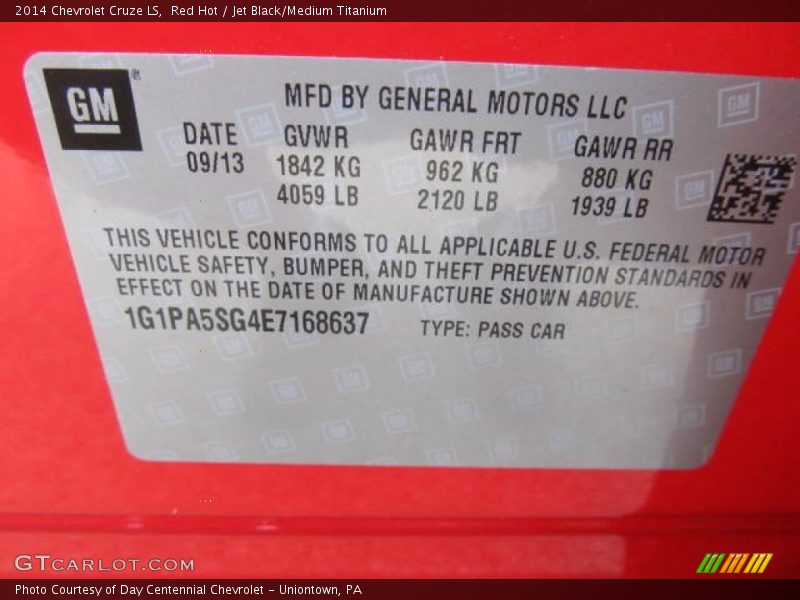 2014 Chevrolet Cruze LS,  Red Hot / Jet Black/Medium Titanium
GM
MFD BY GENERAL MOTORS LLC
DATE GVWR GAWR FRT GAWR RR
09/13 1842 KG 962 KG 880 KG
4059 LB 2120 LB 1939 LB
THIS VEHICLE CONFORMS TO ALL APPLICABLE U.S. FEDERAL MOTOR
VEHICLE SAFETY, BUMPER, AND THEFT PREVENTION STANDARDS IN
EFFECT ON THE DATE OF MANUFACTURE SHOWN ABOVE.
1G1PA5SG4E7168637 TYPE: PASS CAR
GTCARLOT.COM
Photo Courtesy of Day Centennial Chevrolet - Uniontown, PA